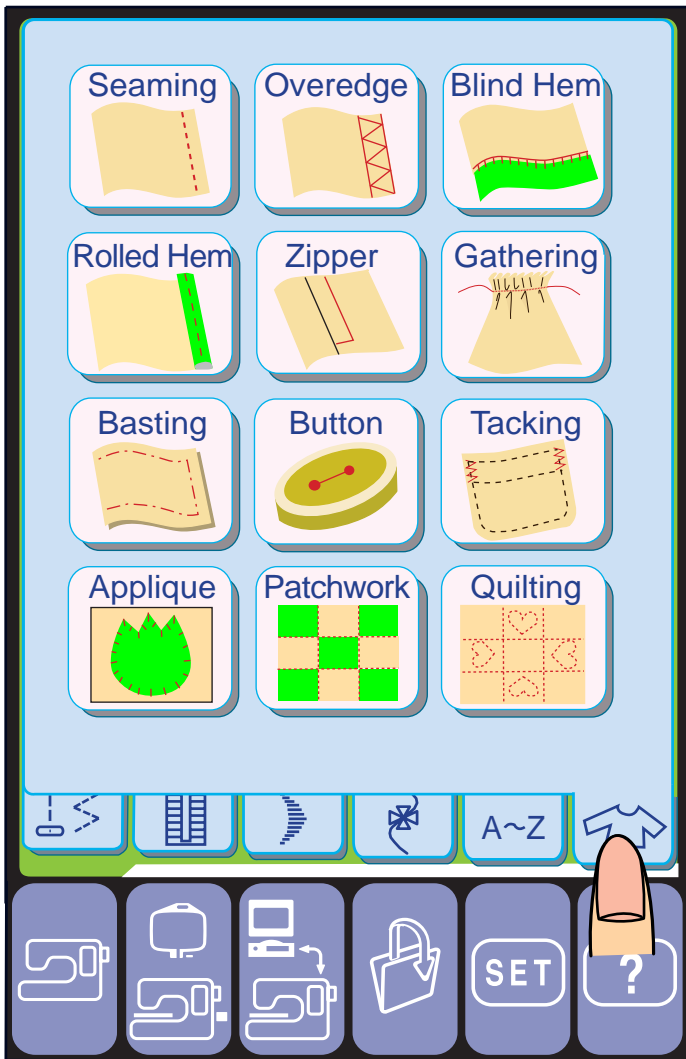 Seaming
Overedge
Blind Hem
Rolled Hem
Zipper
Gathering
Basting
Button
Tacking
Applique
Patchwork
Quilting
A~Z
SET
?